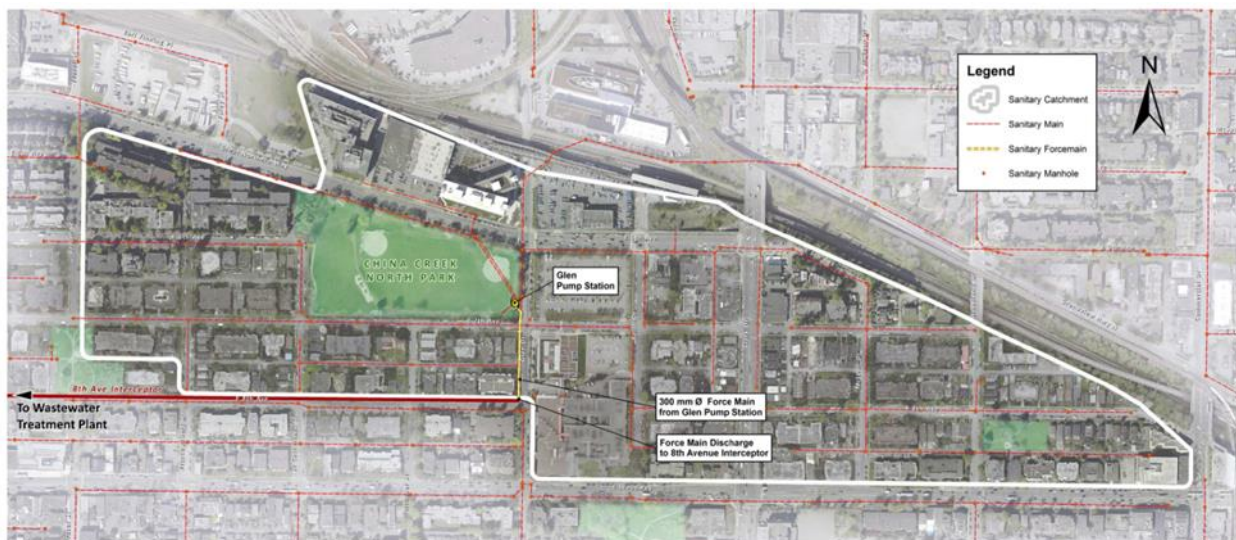 Legend
Sanitary Catchment
Sanitary Main
Sanitary Forcemain
Sanitary Manhole
N
CHINA CREEK
NORTH PARK
Glen
Pump Station
8th Ave Interceptor
To Wastewater
Treatment Plant
300 mm Ø Force Main
from Glen Pump Station
Force Main Discharge
to 8th Avenue Interceptor